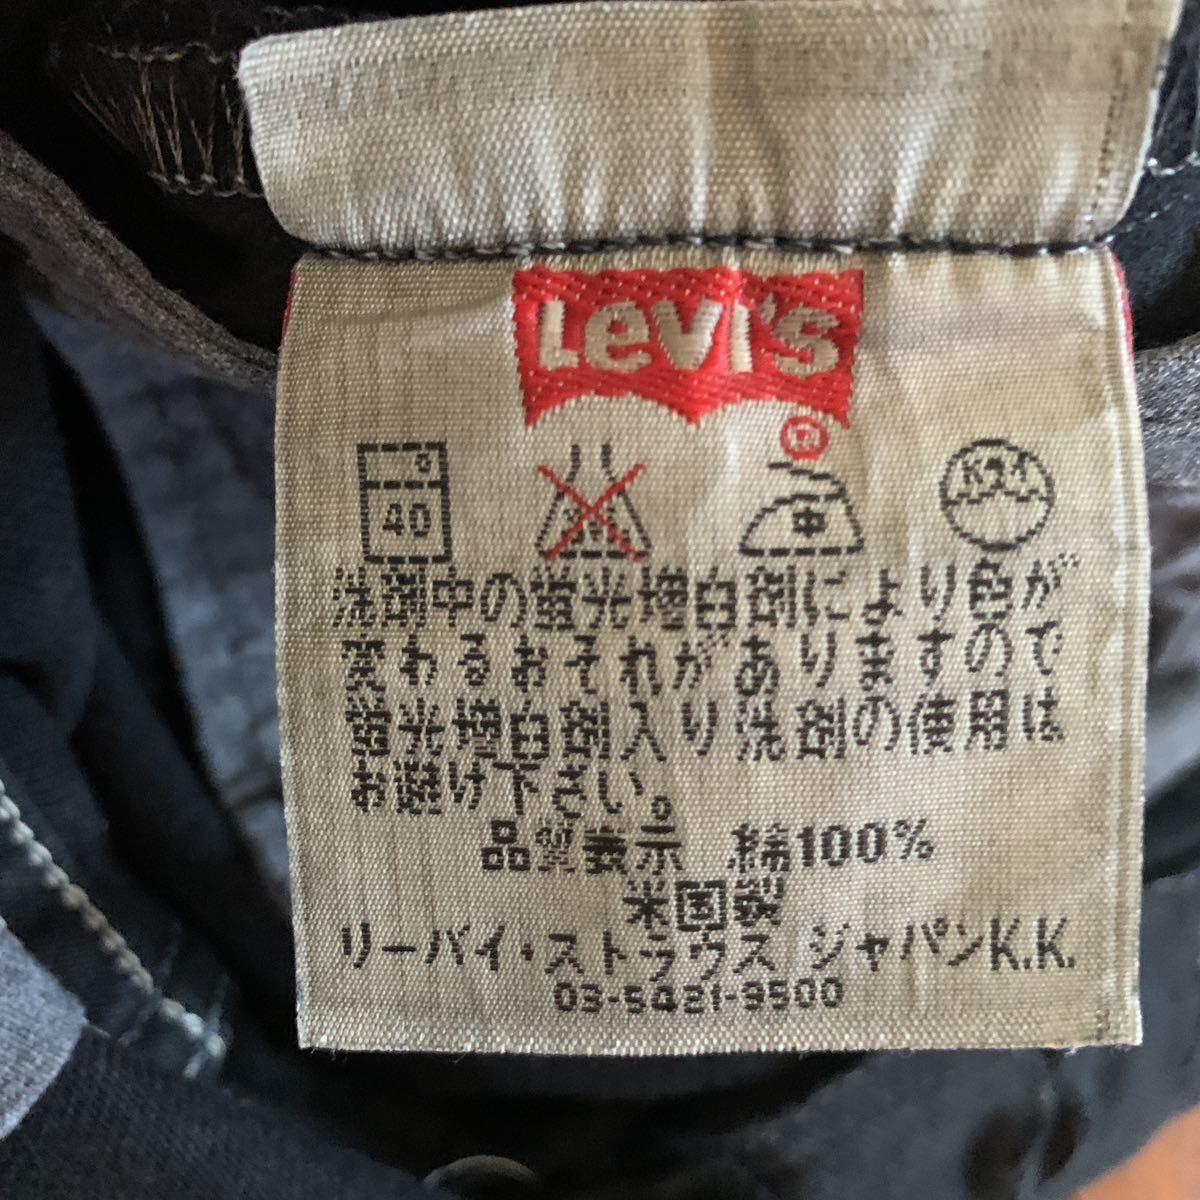 Levi's
®
40
中
ドライ
洗剤中の蛍光増白剤により色が
変わるおそれがありますので
蛍光増白剤入り洗剤の使用は
お避け下さい。
品質表示 綿100%
米国製
リーバイ・ストラウス ジャパンK.K.
03-5421-9500